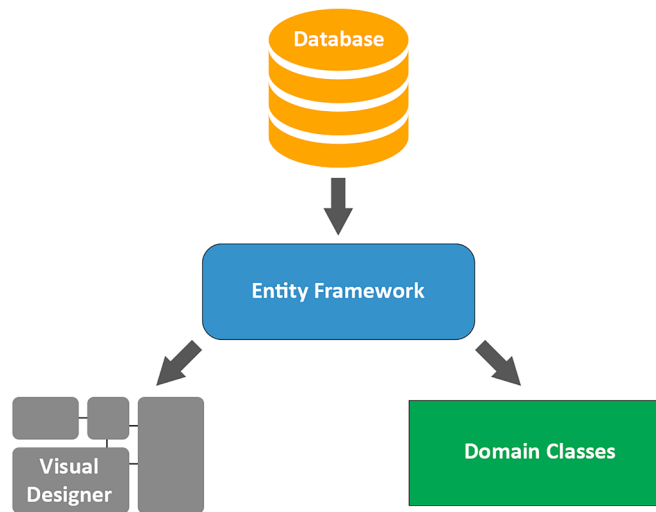 Database
Entity Framework
Visual
Designer
Domain Classes